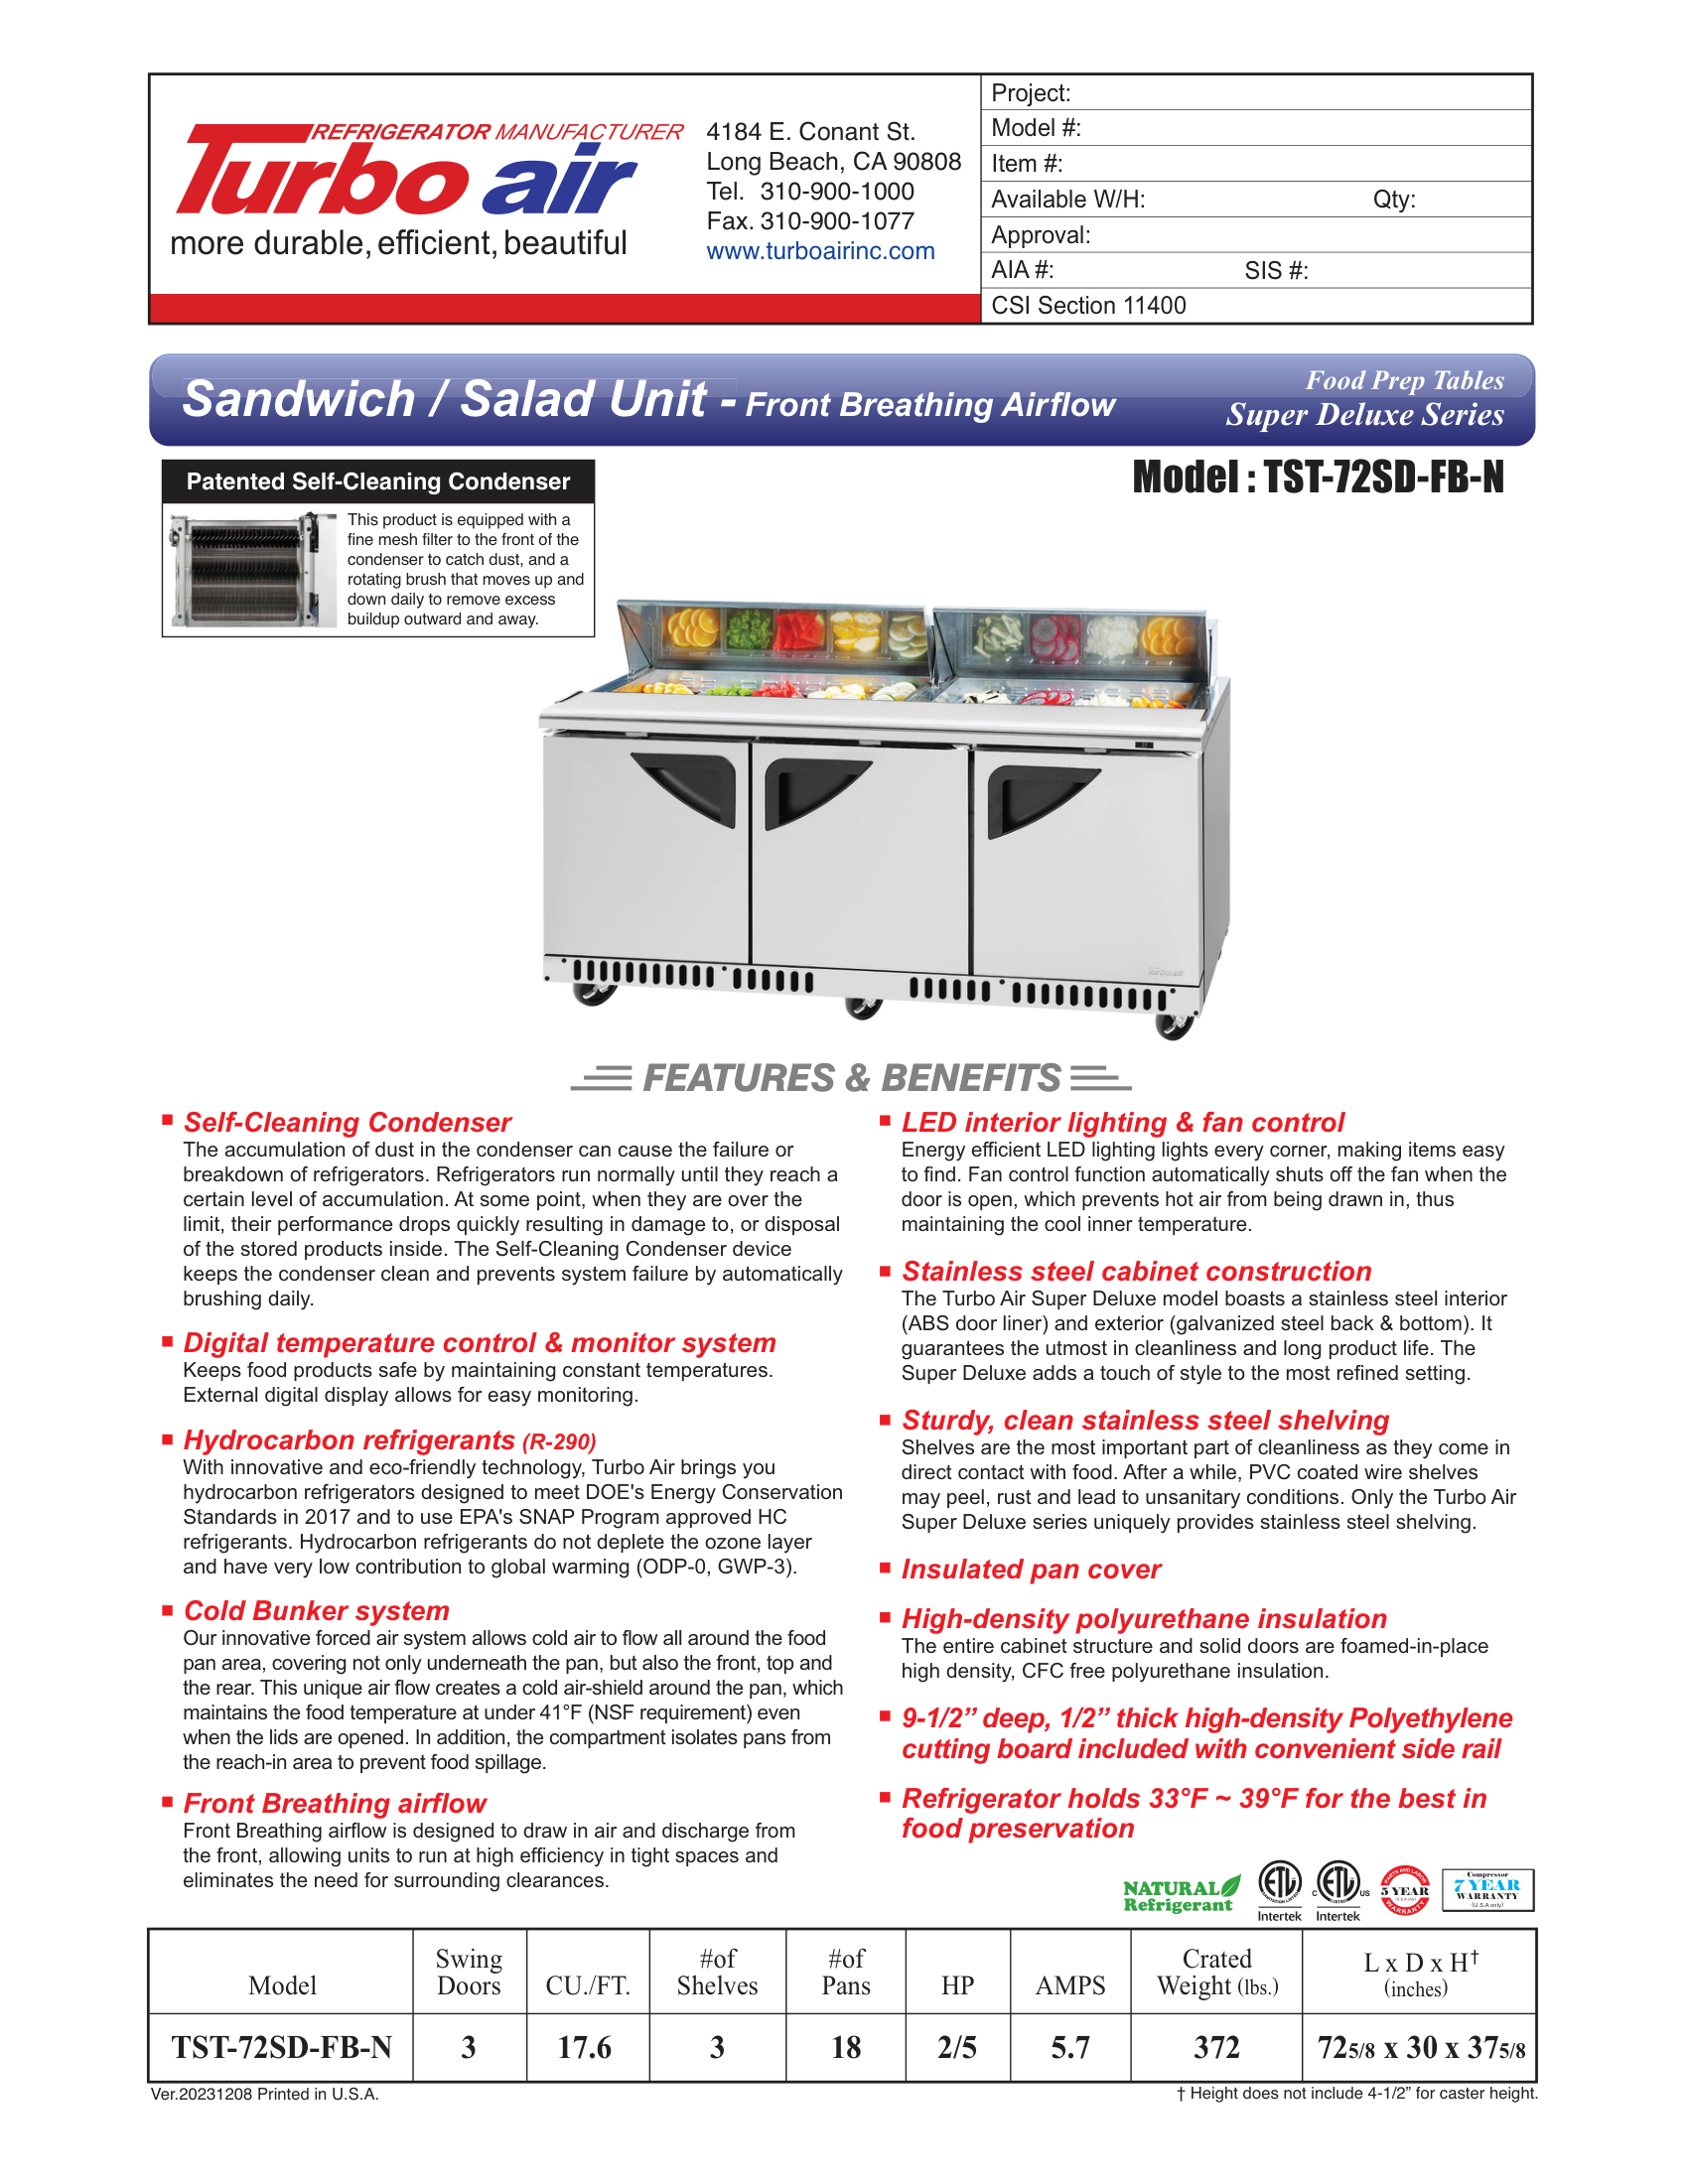 REFRIGERATOR MANUFACTURER
Turbo air
more durable, efficient, beautiful
4184 E. Conant St.
Long Beach, CA 90808
Tel. 310-900-1000
Fax. 310-900-1077
www.turboairinc.com
Project:
Model #:
Item #:
Available W/H: Qty:
Approval:
AIA #: SIS #:
CSI Section 11400
Sandwich / Salad Unit - Front Breathing Airflow
Food Prep Tables
Super Deluxe Series
Model : TST-72SD-FB-N
Patented Self-Cleaning Condenser
This product is equipped with a
fine mesh filter to the front of the
condenser to catch dust, and a
rotating brush that moves up and
down daily to remove excess
buildup outward and away.
Turbo air
FEATURES & BENEFITS
Self-Cleaning Condenser
The accumulation of dust in the condenser can cause the failure or
breakdown of refrigerators. Refrigerators run normally until they reach a
certain level of accumulation. At some point, when they are over the
limit, their performance drops quickly resulting in damage to, or disposal
of the stored products inside. The Self-Cleaning Condenser device
keeps the condenser clean and prevents system failure by automatically
brushing daily.
Digital temperature control & monitor system
Keeps food products safe by maintaining constant temperatures.
External digital display allows for easy monitoring.
Hydrocarbon refrigerants (R-290)
With innovative and eco-friendly technology, Turbo Air brings you
hydrocarbon refrigerators designed to meet DOE's Energy Conservation
Standards in 2017 and to use EPA's SNAP Program approved HC
refrigerants. Hydrocarbon refrigerants do not deplete the ozone layer
and have very low contribution to global warming (ODP-0, GWP-3).
Cold Bunker system
Our innovative forced air system allows cold air to flow all around the food
pan area, covering not only underneath the pan, but also the front, top and
the rear. This unique air flow creates a cold air-shield around the pan, which
maintains the food temperature at under 41°F (NSF requirement) even
when the lids are opened. In addition, the compartment isolates pans from
the reach-in area to prevent food spillage.
Front Breathing airflow
Front Breathing airflow is designed to draw in air and discharge from
the front, allowing units to run at high efficiency in tight spaces and
eliminates the need for surrounding clearances.
LED interior lighting & fan control
Energy efficient LED lighting lights every corner, making items easy
to find. Fan control function automatically shuts off the fan when the
door is open, which prevents hot air from being drawn in, thus
maintaining the cool inner temperature.
Stainless steel cabinet construction
The Turbo Air Super Deluxe model boasts a stainless steel interior
(ABS door liner) and exterior (galvanized steel back & bottom). It
guarantees the utmost in cleanliness and long product life. The
Super Deluxe adds a touch of style to the most refined setting.
Sturdy, clean stainless steel shelving
Shelves are the most important part of cleanliness as they come in
direct contact with food. After a while, PVC coated wire shelves
may peel, rust and lead to unsanitary conditions. Only the Turbo Air
Super Deluxe series uniquely provides stainless steel shelving.
Insulated pan cover
High-density polyurethane insulation
The entire cabinet structure and solid doors are foamed-in-place
high density, CFC free polyurethane insulation.
9-1/2” deep, 1/2” thick high-density Polyethylene
cutting board included with convenient side rail
Refrigerator holds 33°F ~ 39°F for the best in
food preservation
NATURAL
Refrigerant
ETL
SANITATION LISTED
Intertek
C ETL US
LISTED
Intertek
PARTS AND LABOR
5 YEAR
(U.S.A only)
WARRANTY
Compressor
7 YEAR
WARRANTY
(U.S.A only)
Model
Swing
Doors
CU./FT.
#of
Shelves
#of
Pans
HP
AMPS
Crated
Weight (lbs.)
L x D x H†
(inches)
TST-72SD-FB-N 3 17.6 3 18 2/5 5.7 372 72 5/8 x 30 x 37 5/8
Ver.20231208 Printed in U.S.A.
† Height does not include 4-1/2” for caster height.